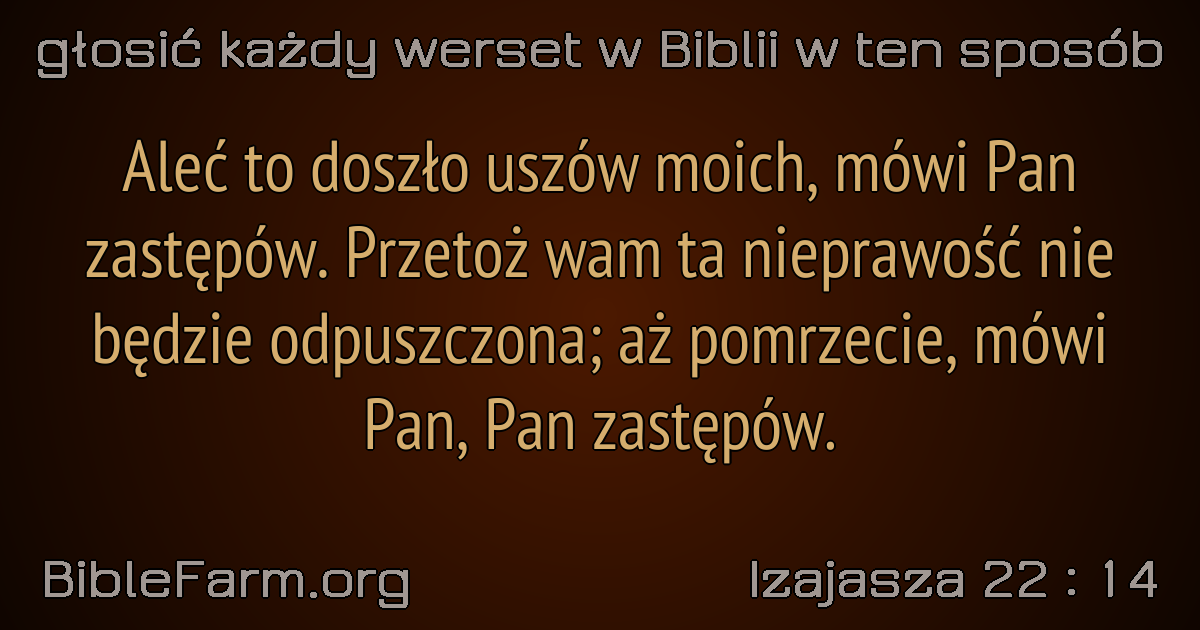 głosić każdy werset w Biblii w ten sposób
Aleć to doszło uszów moich, mówi Pan
zastępów. Przetoż wam ta nieprawość nie
będzie odpuszczona; aż pomrzecie, mówi
Pan, Pan zastępów.
BibleFarm.org
Izajasza 22 : 14